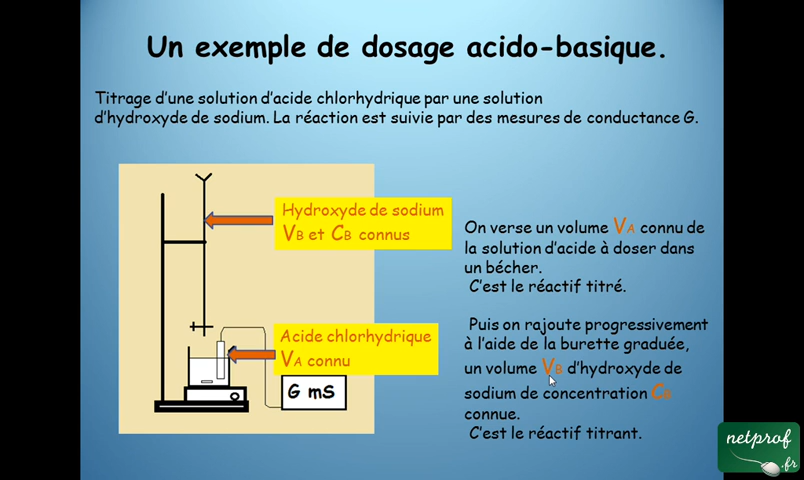 Un exemple de dosage acido-basique.
Titrage d'une solution d'acide chlorhydrique par une solution
d'hydroxyde de sodium. La réaction est suivie par des mesures de conductance G.
Hydroxyde de sodium
VB et CB connus
Acide chlorhydrique
VA connu
G mS
On verse un volume VA connu de
la solution d'acide à doser dans
un bécher.
C'est le réactif titré.
Puis on rajoute progressivement
à l'aide de la burette graduée,
un volume VB d'hydroxyde de
sodium de concentration CB
connue.
C'est le réactif titrant.
netprof
.fr